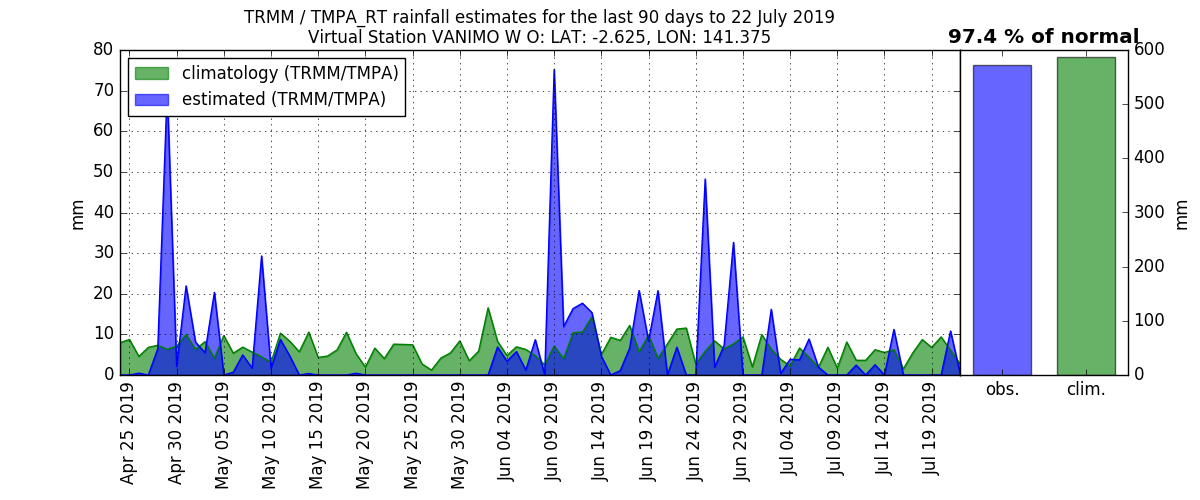 TRMM / TMPA_RT rainfall estimates for the last 90 days to 22 July 2019
Virtual Station VANIMO W O: LAT: -2.625, LON: 141.375
97.4 % of normal
climatology (TRMM/TMPA)
estimated (TRMM/TMPA)
80
70
60
50
40
30
20
10
0
mm
Apr 25 2019
Apr 30 2019
May 05 2019
May 10 2019
May 15 2019
May 20 2019
May 25 2019
May 30 2019
Jun 04 2019
Jun 09 2019
Jun 14 2019
Jun 19 2019
Jun 24 2019
Jun 29 2019
Jul 04 2019
Jul 09 2019
Jul 14 2019
Jul 19 2019
obs.
clim.
600
500
400
300
200
100
0
mm